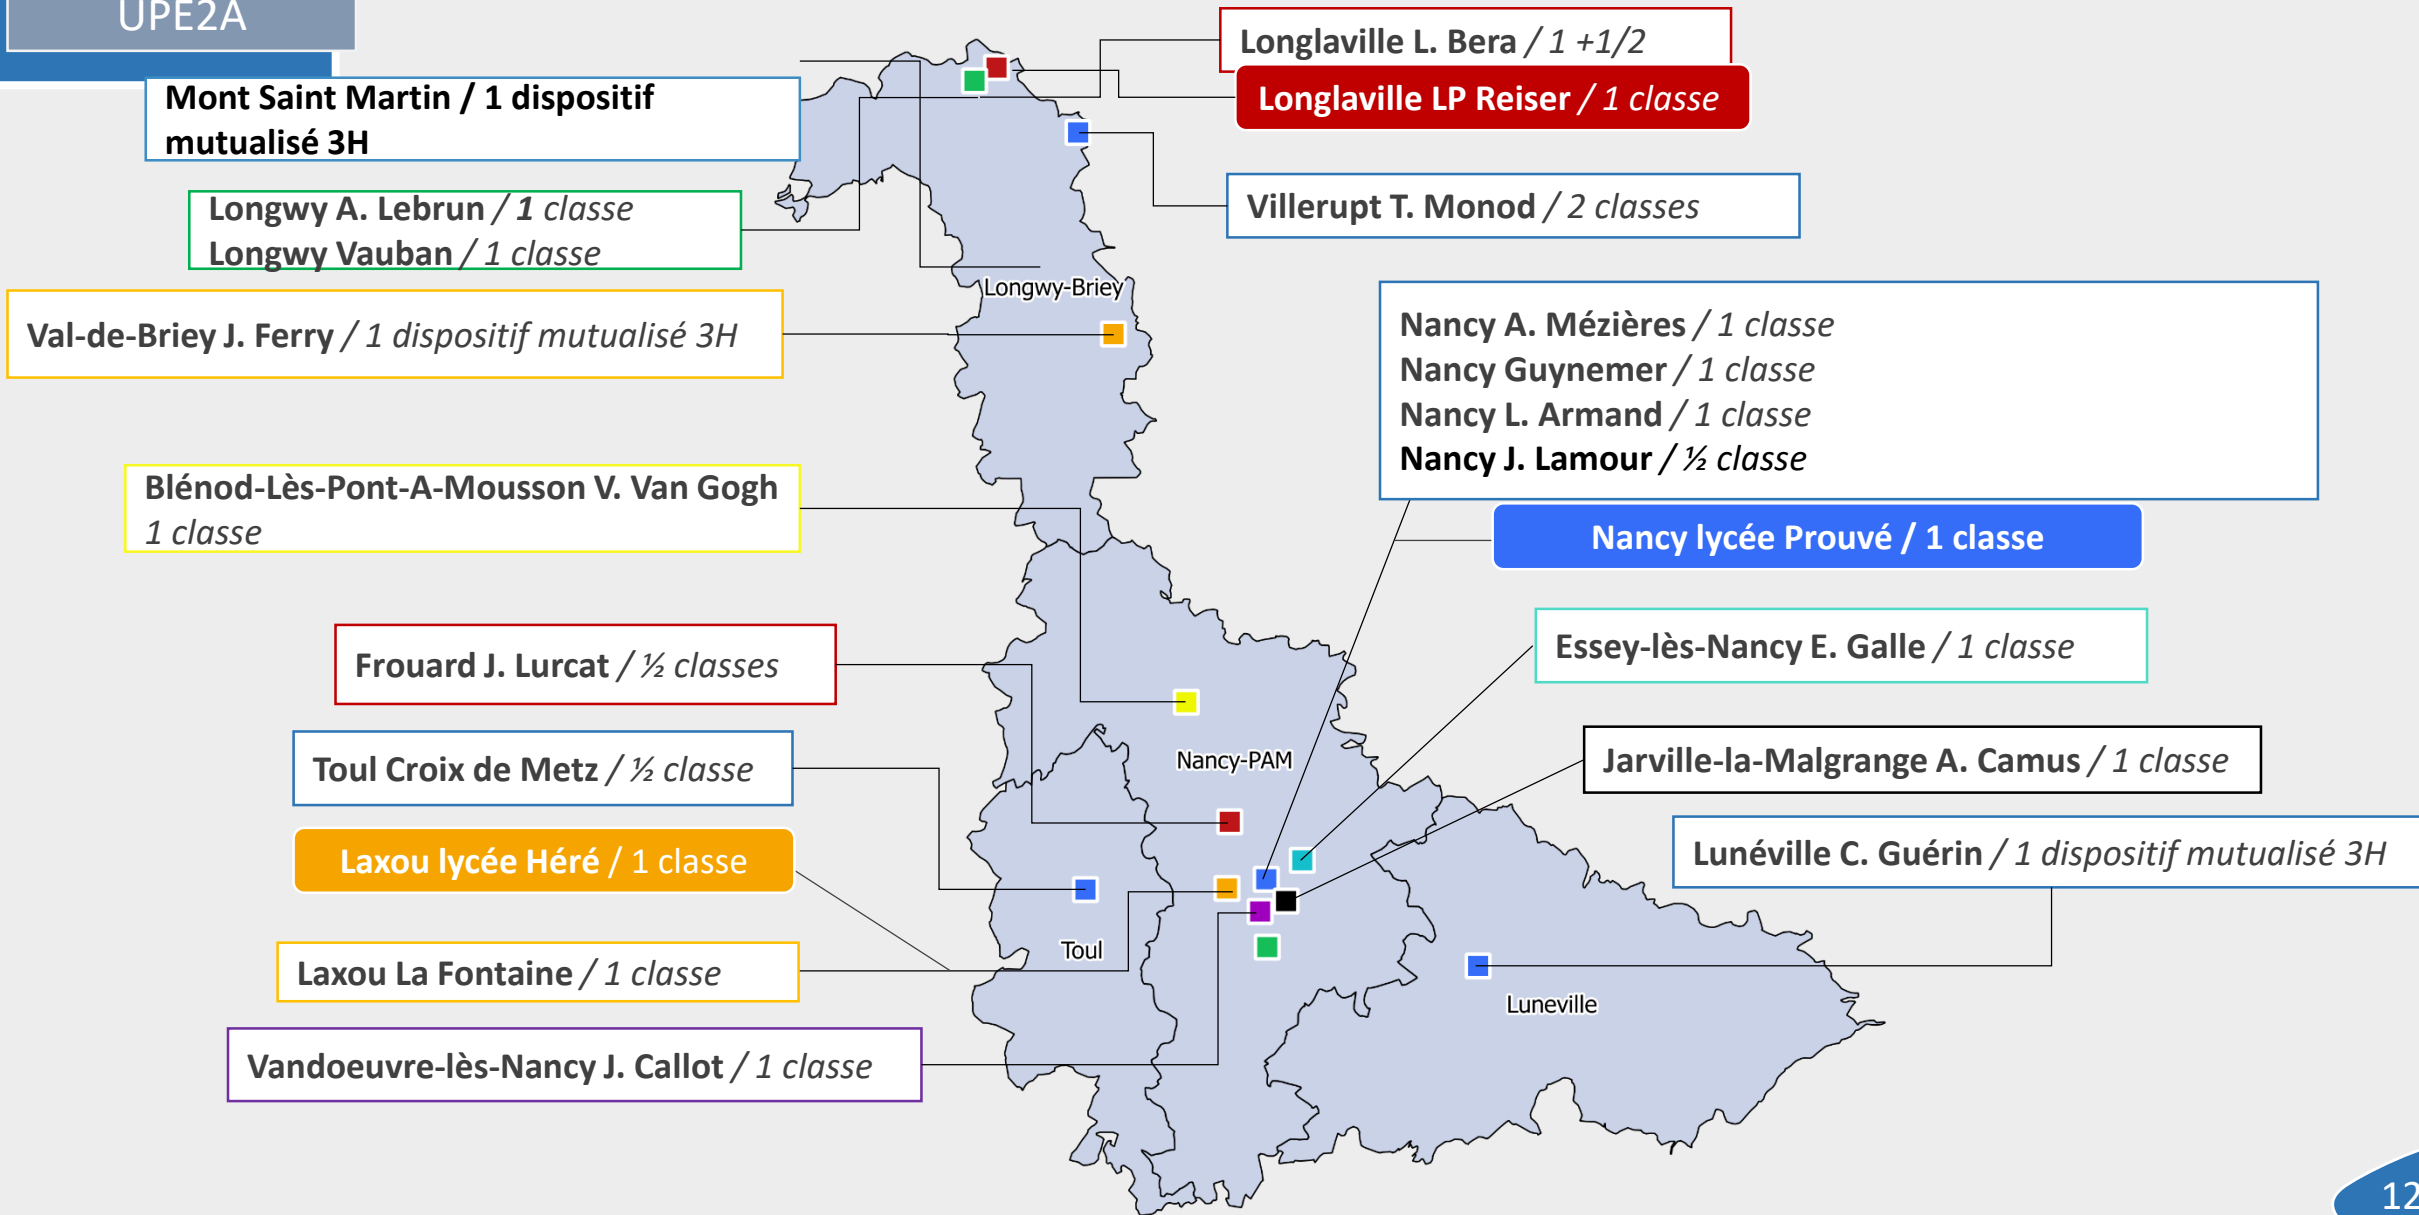 UPE2A
Longlaville L. Bera / 1 +1/2
Longlaville LP Reiser / 1 classe
Mont Saint Martin / 1 dispositif
mutualisé 3H
Longwy A. Lebrun / 1 classe
Longwy Vauban / 1 classe
Villerupt T. Monod / 2 classes
Longwy-Briey
Val-de-Briey J. Ferry / 1 dispositif mutualisé 3H
Nancy A. Mézières / 1 classe
Nancy Guynemer / 1 classe
Nancy L. Armand / 1 classe
Nancy J. Lamour / ½ classe
Blénod-Lès-Pont-A-Mousson V. Van Gogh
1 classe
Nancy lycée Prouvé / 1 classe
Frouard J. Lurcat / ½ classes
Essey-lès-Nancy E. Galle / 1 classe
Nancy-PAM
Toul Croix de Metz / ½ classe
Jarville-la-Malgrange A. Camus / 1 classe
Laxou lycée Héré / 1 classe
Lunéville C. Guérin / 1 dispositif mutualisé 3H
Toul
Laxou La Fontaine / 1 classe
Luneville
Vandoeuvre-lès-Nancy J. Callot / 1 classe
12